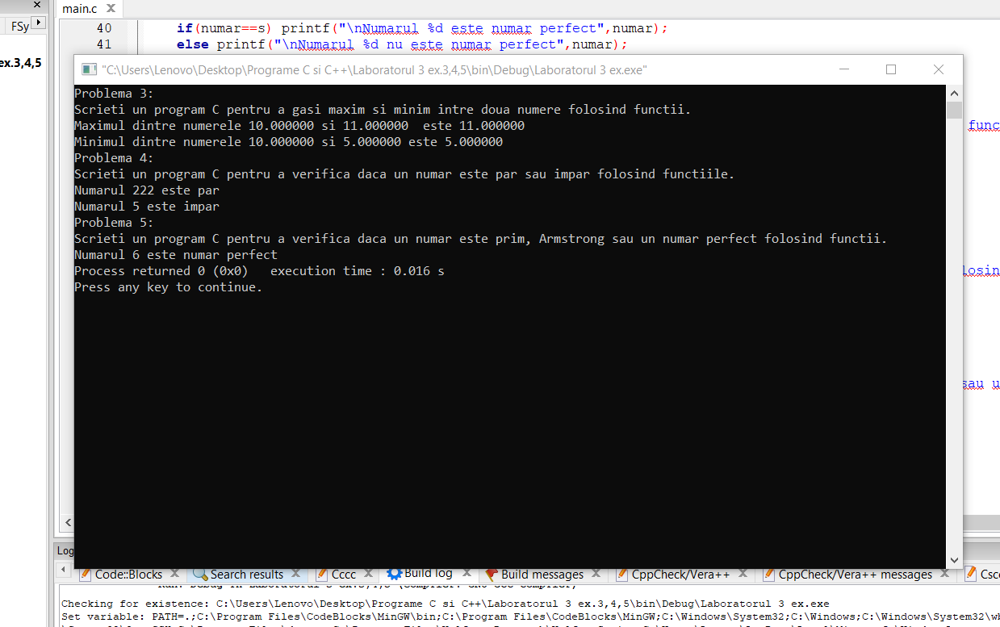 main.c
FSy
ex.3,4,5
40 if(numar==s) printf("\nNumarul %d este numar perfect",numar);
41 else printf("\nNumarul %d nu este numar perfect",numar);
"C:\Users\Lenovo\Desktop\Programe C si C++\Laboratorul 3 ex.3,4,5\bin\Debug\Laboratorul 3 ex.exe"
Problema 3:
Scrieti un program C pentru a gasi maxim si minim intre doua numere folosind functii.
Maximul dintre numerele 10.000000 si 11.000000  este 11.000000
func
Minimul dintre numerele 10.000000 si 5.000000 este 5.000000
Problema 4:
Scrieti un program C pentru a verifica daca un numar este par sau impar folosind functiile.
Numarul 222 este par
Numarul 5 este impar
Problema 5:
Scrieti un program C pentru a verifica daca un numar este prim, Armstrong sau un numar perfect folosind functii.
Numarul 6 este numar perfect
Process returned 0 (0x0)   execution time : 0.016 s
losin
Press any key to continue.
sau u
Log
Code::Blocks Search results Cccc Build log Build messages CppCheck/Vera++ CppCheck/Vera++ messages Csco
Checking for existence: C:\Users\Lenovo\Desktop\Programe C si C++\Laboratorul 3 ex.3,4,5\bin\Debug\Laboratorul 3 ex.exe
Set variable: PATH=.;C:\Program Files\CodeBlocks\MinGW\bin;C:\Program Files\CodeBlocks\MinGW;C:\Windows\System32;C:\Windows;C:\Windows\System32\wb